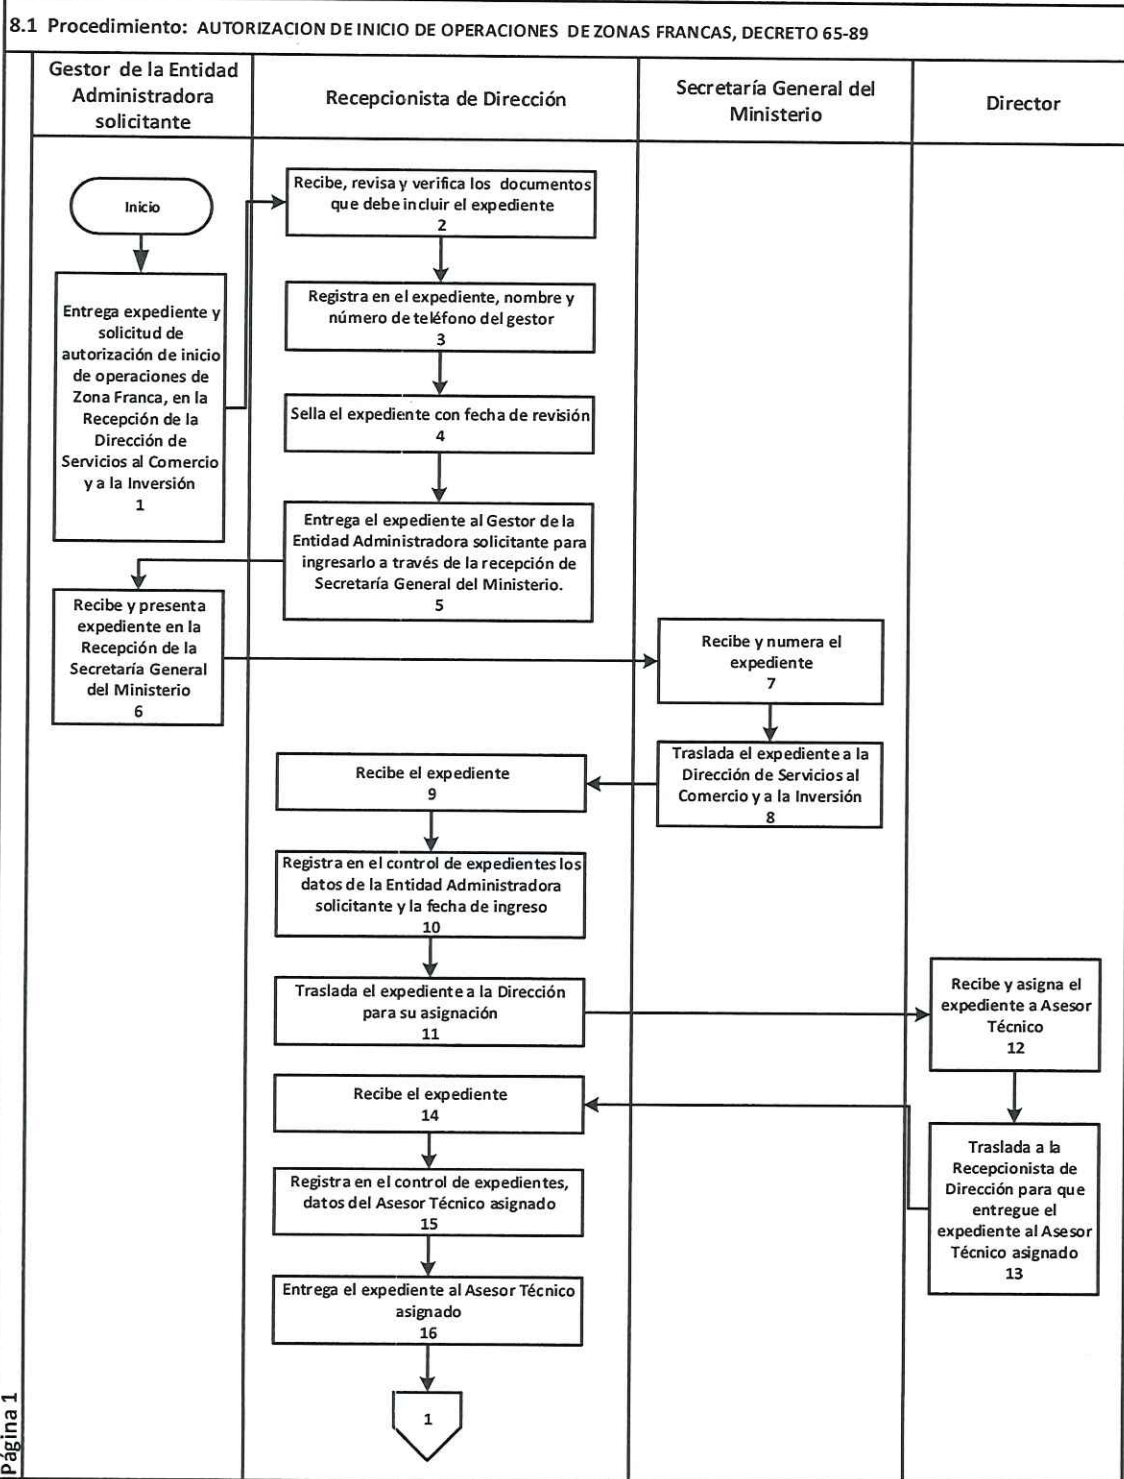 8.1 Procedimiento: AUTORIZACION DE INICIO DE OPERACIONES DE ZONAS FRANCAS, DECRETO 65-89
Gestor de la Entidad
Administradora
solicitante
Recepcionista de Dirección
Secretaría General del
Ministerio
Director
Inicio
Entrega expediente y
solicitud de
autorización de inicio
de operaciones de
Zona Franca, en la
Recepción de la
Dirección de
Servicios al Comercio
y a la Inversión
1
Recibe, revisa y verifica los documentos
que debe incluir el expediente
2
Registra en el expediente, nombre y
número de teléfono del gestor
3
Sella el expediente con fecha de revisión
4
Entrega el expediente al Gestor de la
Entidad Administradora solicitante para
ingresarlo a través de la recepción de
Secretaría General del Ministerio.
5
Recibe y presenta
expediente en la
Recepción de la
Secretaría General
del Ministerio
6
Recibe y numera el
expediente
7
Traslada el expediente a la
Dirección de Servicios al
Comercio y a la Inversión
8
Recibe el expediente
9
Registra en el control de expedientes los
datos de la Entidad Administradora
solicitante y la fecha de ingreso
10
Traslada el expediente a la Dirección
para su asignación
11
Recibe y asigna el
expediente a Asesor
Técnico
12
Traslada a la
Recepcionista de
Dirección para que
entregue el
expediente al Asesor
Técnico asignado
13
Recibe el expediente
14
Registra en el control de expedientes,
datos del Asesor Técnico asignado
15
Entrega el expediente al Asesor Técnico
asignado
16
1
Página 1